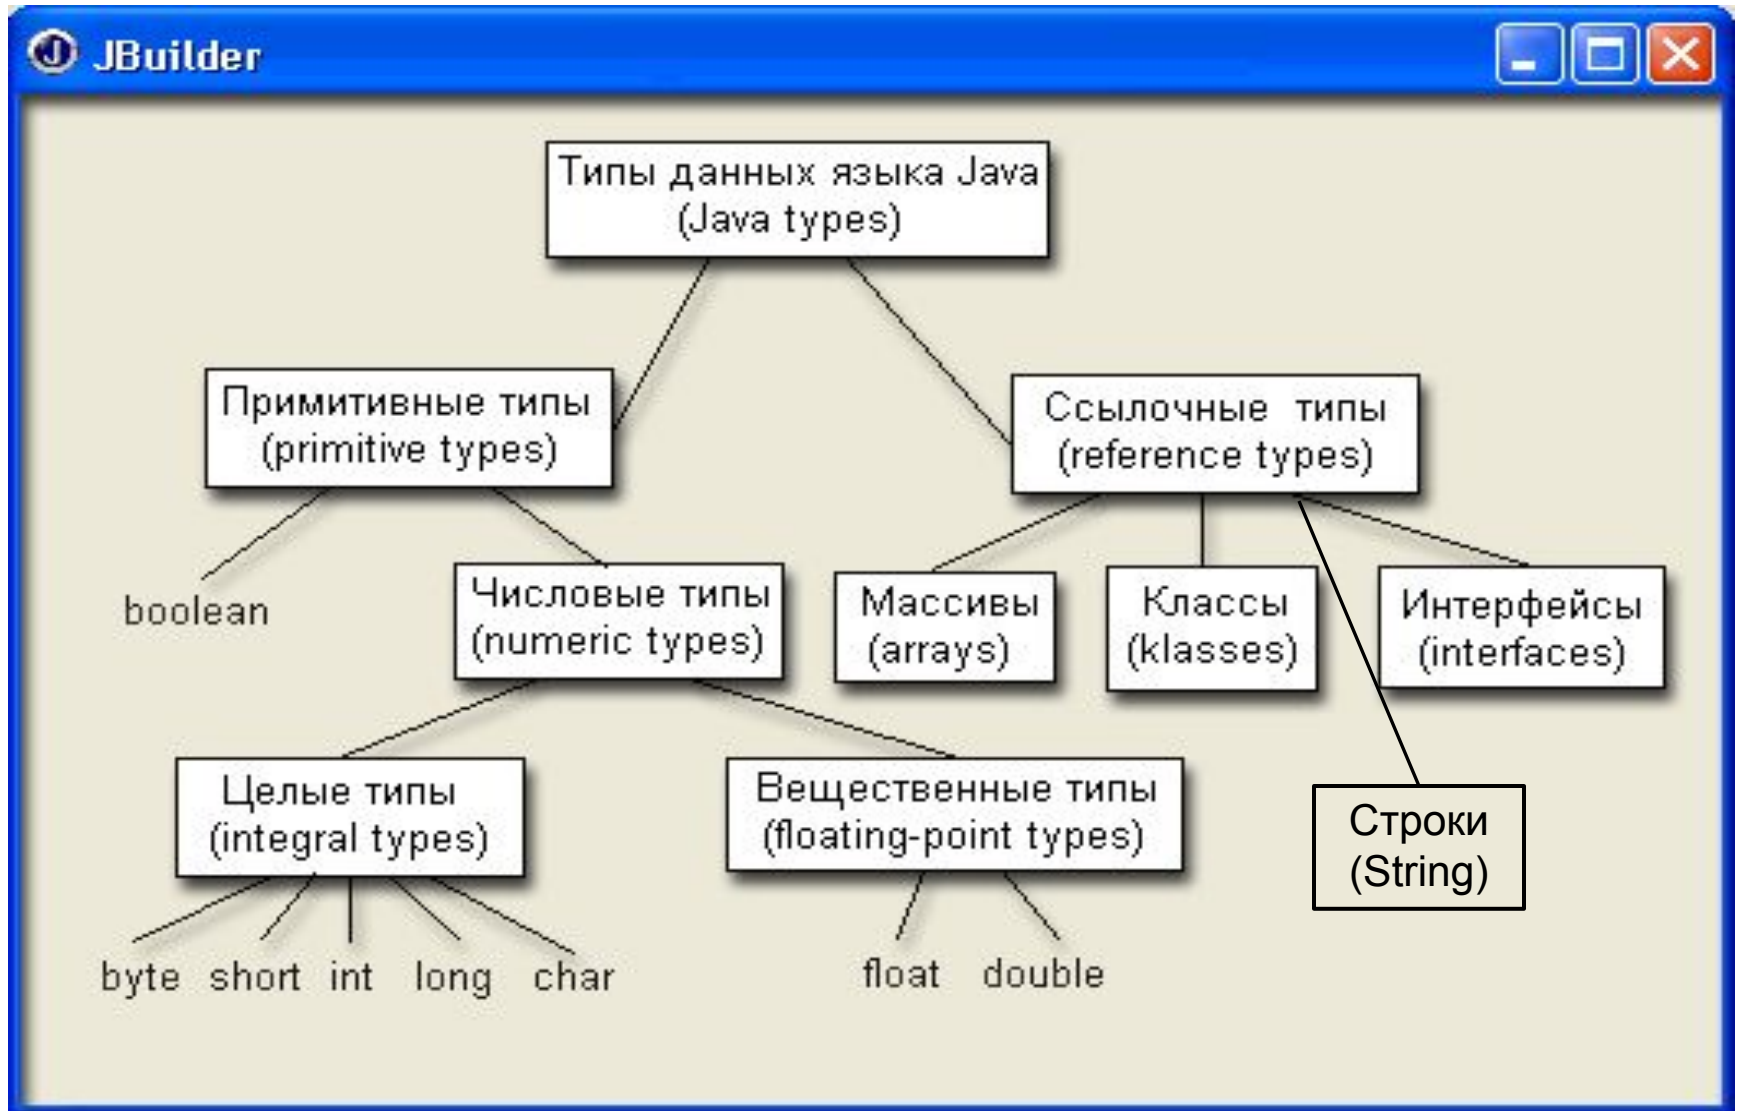 JBuilder
Типы данных языка Java
(Java types)
Примитивные типы
(primitive types)
Ссылочные типы
(reference types)
boolean
Числовые типы
(numeric types)
Массивы
(arrays)
Классы
(klasses)
Интерфейсы
(interfaces)
Целые типы
(integral types)
Вещественные типы
(floating-point types)
Строки
(String)
byte short int long char
float double